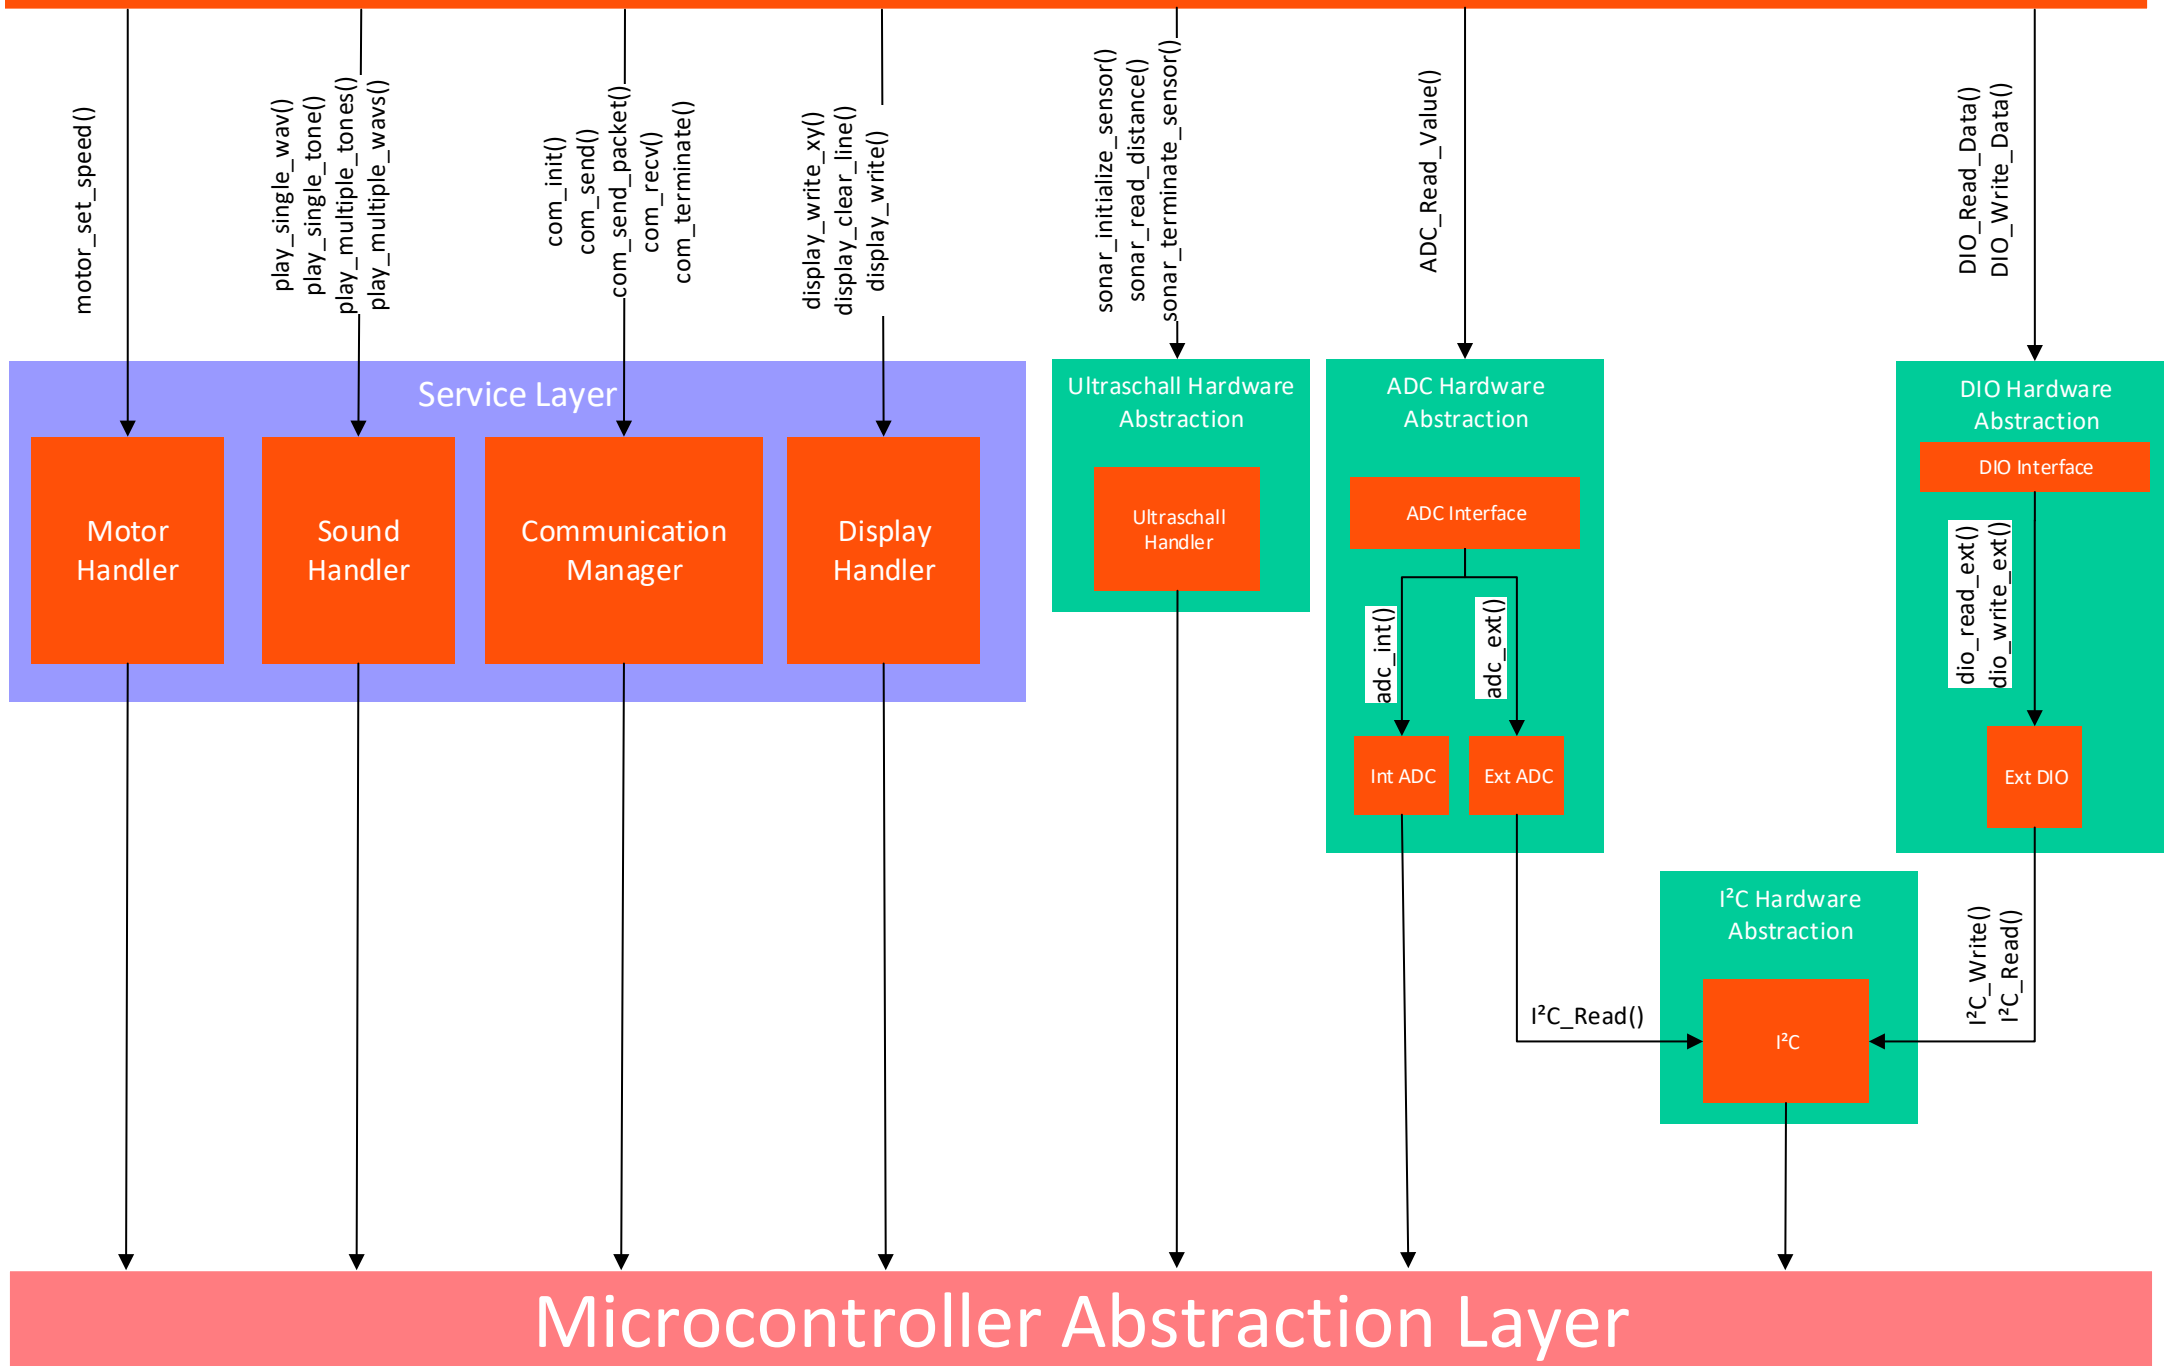 motor_set_speed()
play_single_wav()
play_single_tone()
play_multiple_tones()
play_multiple_wavs()
com_init()
com_send()
com_send_packet()
com_recv()
com_terminate()
display_write_xy()
display_clear_line()
display_write()
sonar_initialize_sensor()
sonar_read_distance()
sonar_terminate_sensor()
ADC_Read_Value()
DIO_Read_Data()
DIO_Write_Data()
Service Layer
Motor
Handler
Sound
Handler
Communication
Manager
Display
Handler
Ultraschall Hardware
Abstraction
Ultraschall
Handler
ADC Hardware
Abstraction
ADC Interface
adc_int()
adc_ext()
Int ADC
Ext ADC
DIO Hardware
Abstraction
DIO Interface
dio_read_ext()
dio_write_ext()
Ext DIO
I²C Hardware
Abstraction
I²C_Read()
I²C
I²C_Write()
I²C_Read()
Microcontroller Abstraction Layer